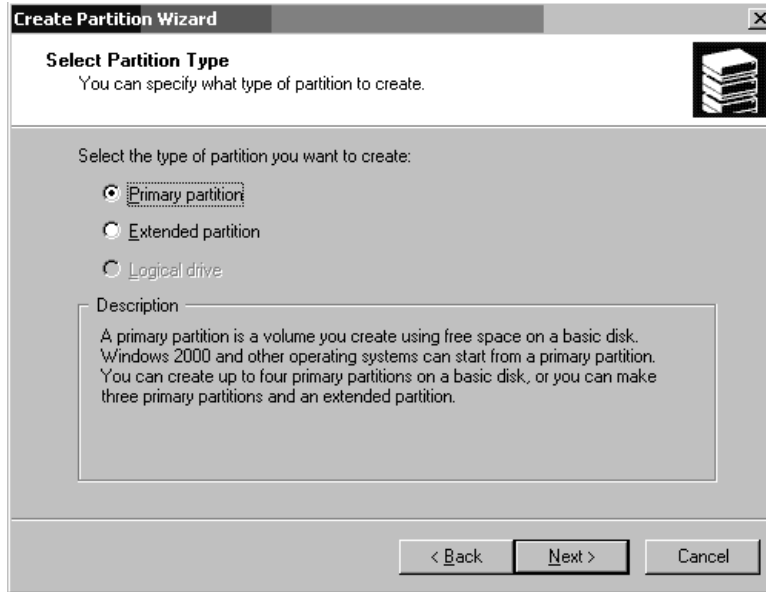 Create Partition Wizard
Select Partition Type
You can specify what type of partition to create.
Select the type of partition you want to create:
Primary partition
Extended partition
Logical drive
Description
A primary partition is a volume you create using free space on a basic disk.
Windows 2000 and other operating systems can start from a primary partition.
You can create up to four primary partitions on a basic disk, or you can make
three primary partitions and an extended partition.
< Back Next > Cancel